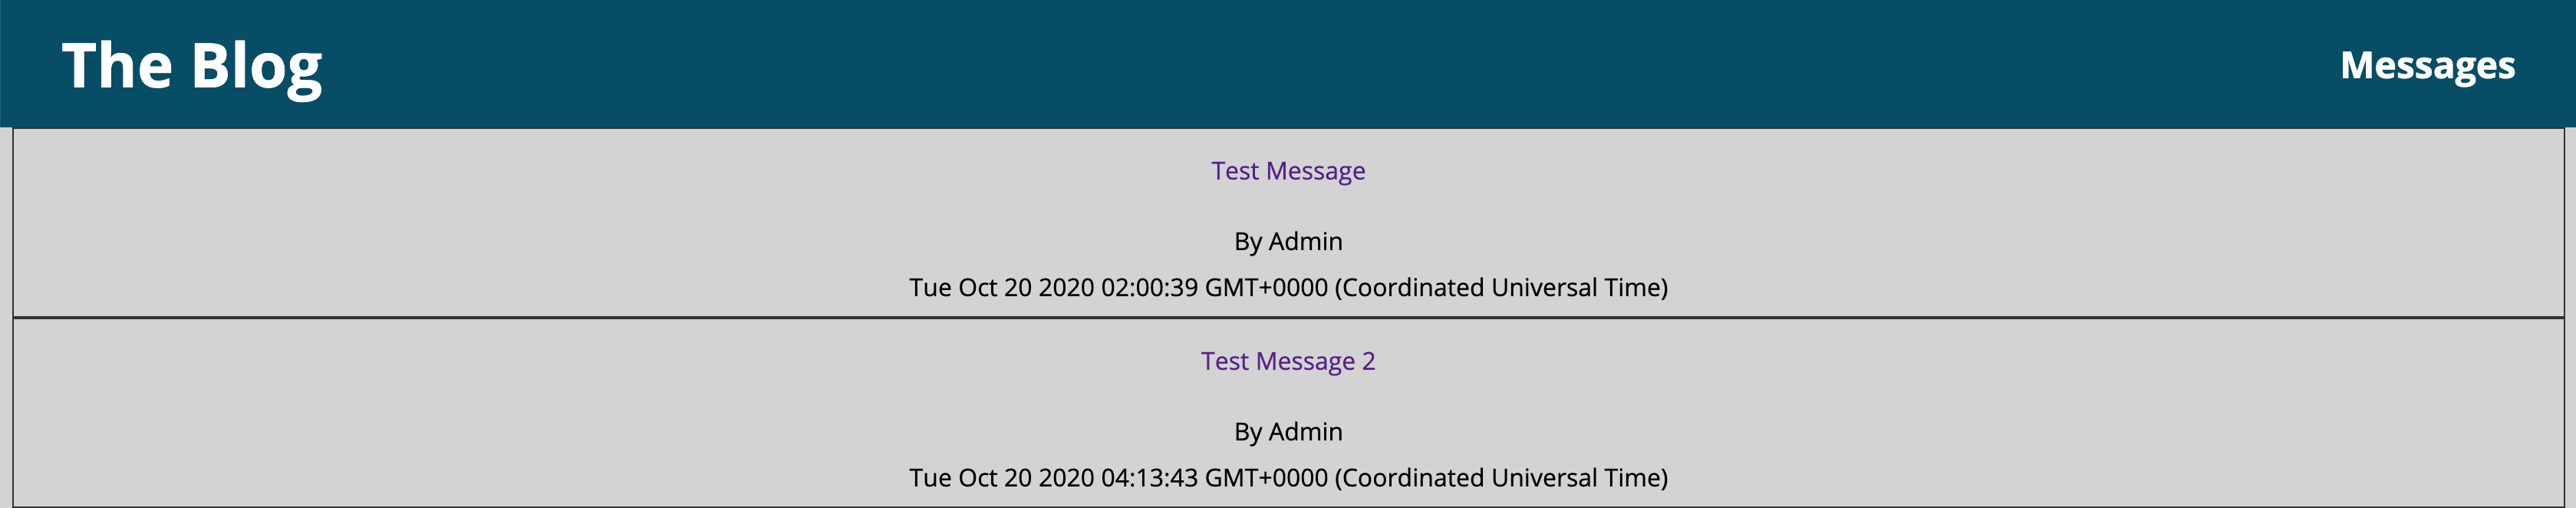 The Blog
Messages
Test Message
By Admin
Tue Oct 20 2020 02:00:39 GMT+0000 (Coordinated Universal Time)
Test Message 2
By Admin
Tue Oct 20 2020 04:13:43 GMT+0000 (Coordinated Universal Time)